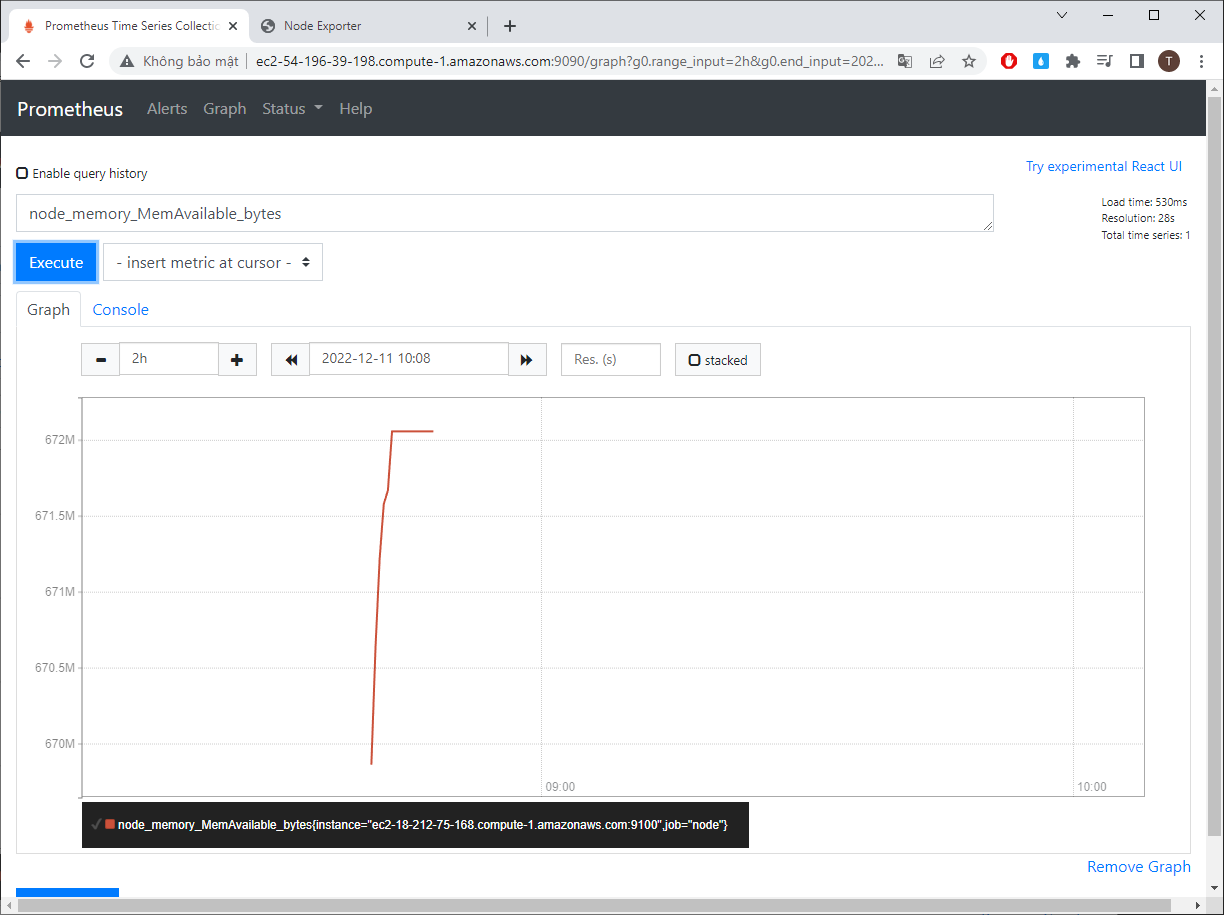 Prometheus Time Series Collectic
Node Exporter
Không bảo mật
ec2-54-196-39-198.compute-1.amazonaws.com:9090/graph?g0.range_input=2h&g0.end_input=202...
T
Prometheus
Alerts
Graph
Status
Help
Enable query history
Try experimental React UI
node_memory_MemAvailable_bytes
Load time: 530ms
Resolution: 28s
Total time series: 1
Execute
- insert metric at cursor -
Graph
Console
2h
2022-12-11 10:08
Res. (s)
stacked
672M
671.5M
671M
670.5M
670M
09:00
10:00
node_memory_MemAvailable_bytes{instance="ec2-18-212-75-168.compute-1.amazonaws.com:9100",job="node"}
Remove Graph